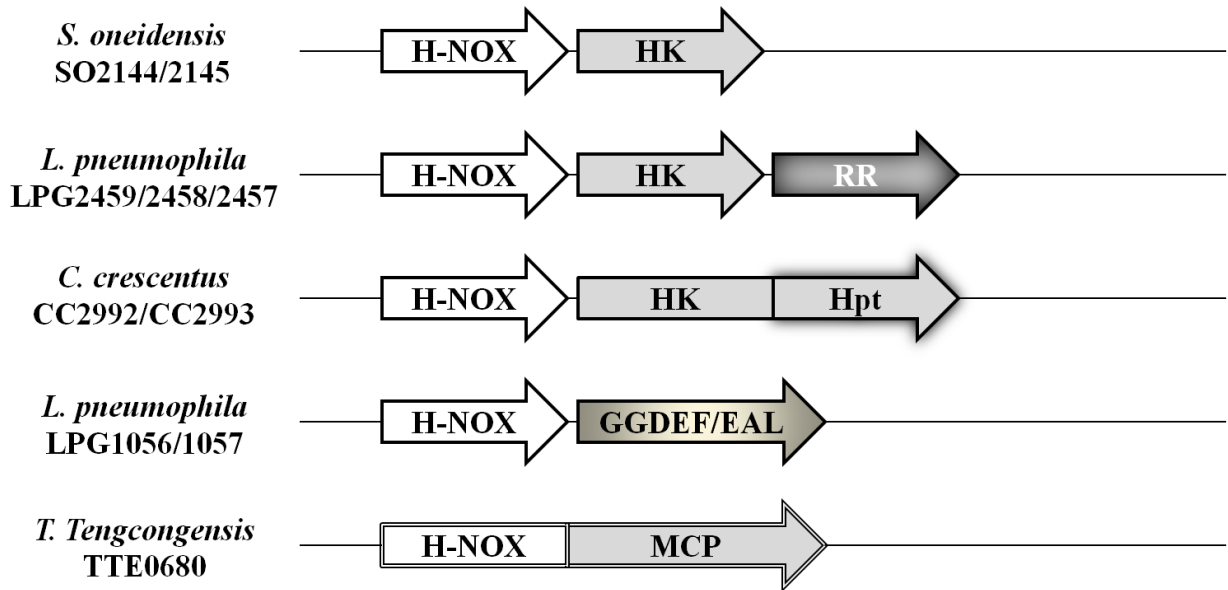 S. oneidensis
SO2144/2145
H-NOX HK
L. pneumophila
LPG2459/2458/2457
H-NOX HK RR
C. crescentus
CC2992/CC2993
H-NOX HK Hpt
L. pneumophila
LPG1056/1057
H-NOX GGDEF/EAL
T. Tengcongensis
TTE0680
H-NOX MCP